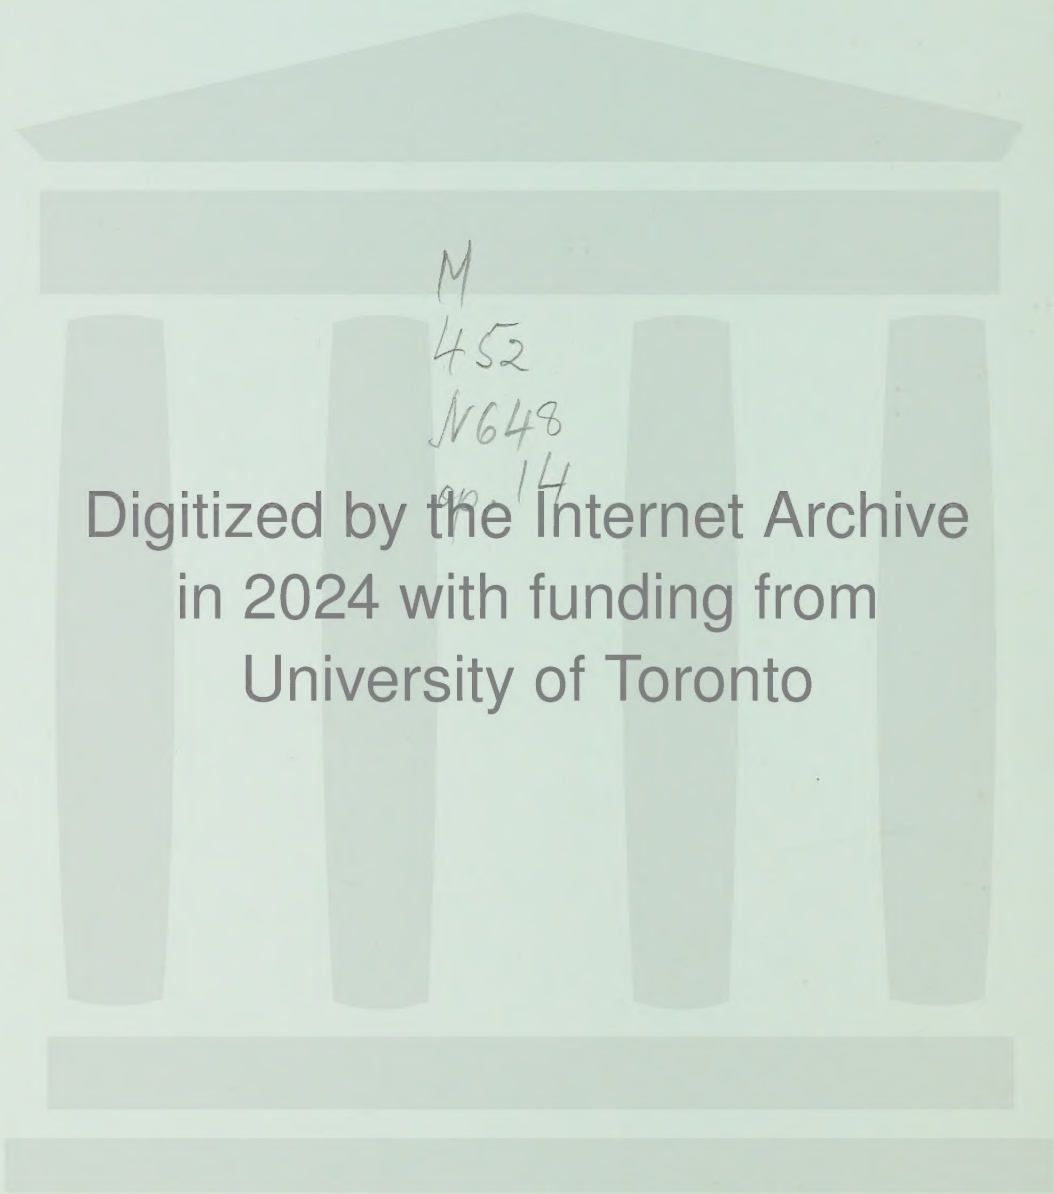 M
452
N648
op. 14
Digitized by the Internet Archive
in 2024 with funding from
University of Toronto